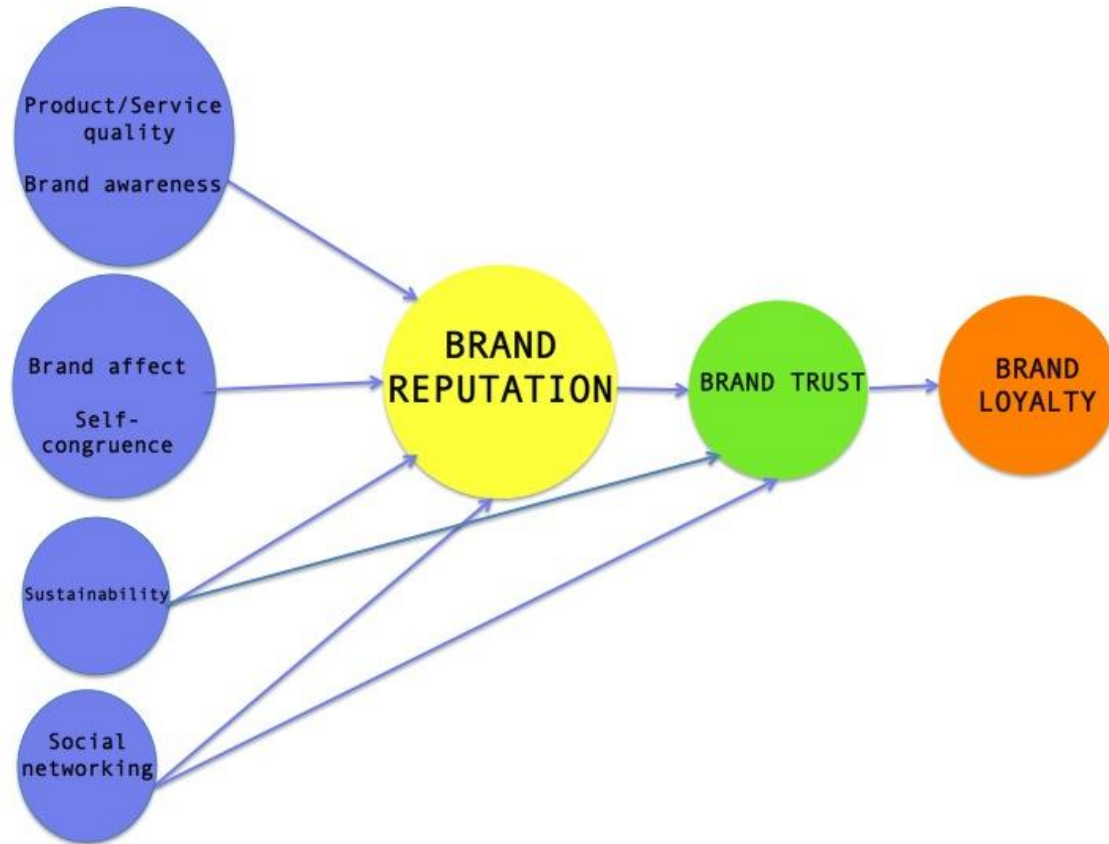 Product/Service
quality
Brand awareness
Brand affect
Self-
congruence
Sustainability
Social
networking
BRAND
REPUTATION
BRAND TRUST
BRAND
LOYALTY